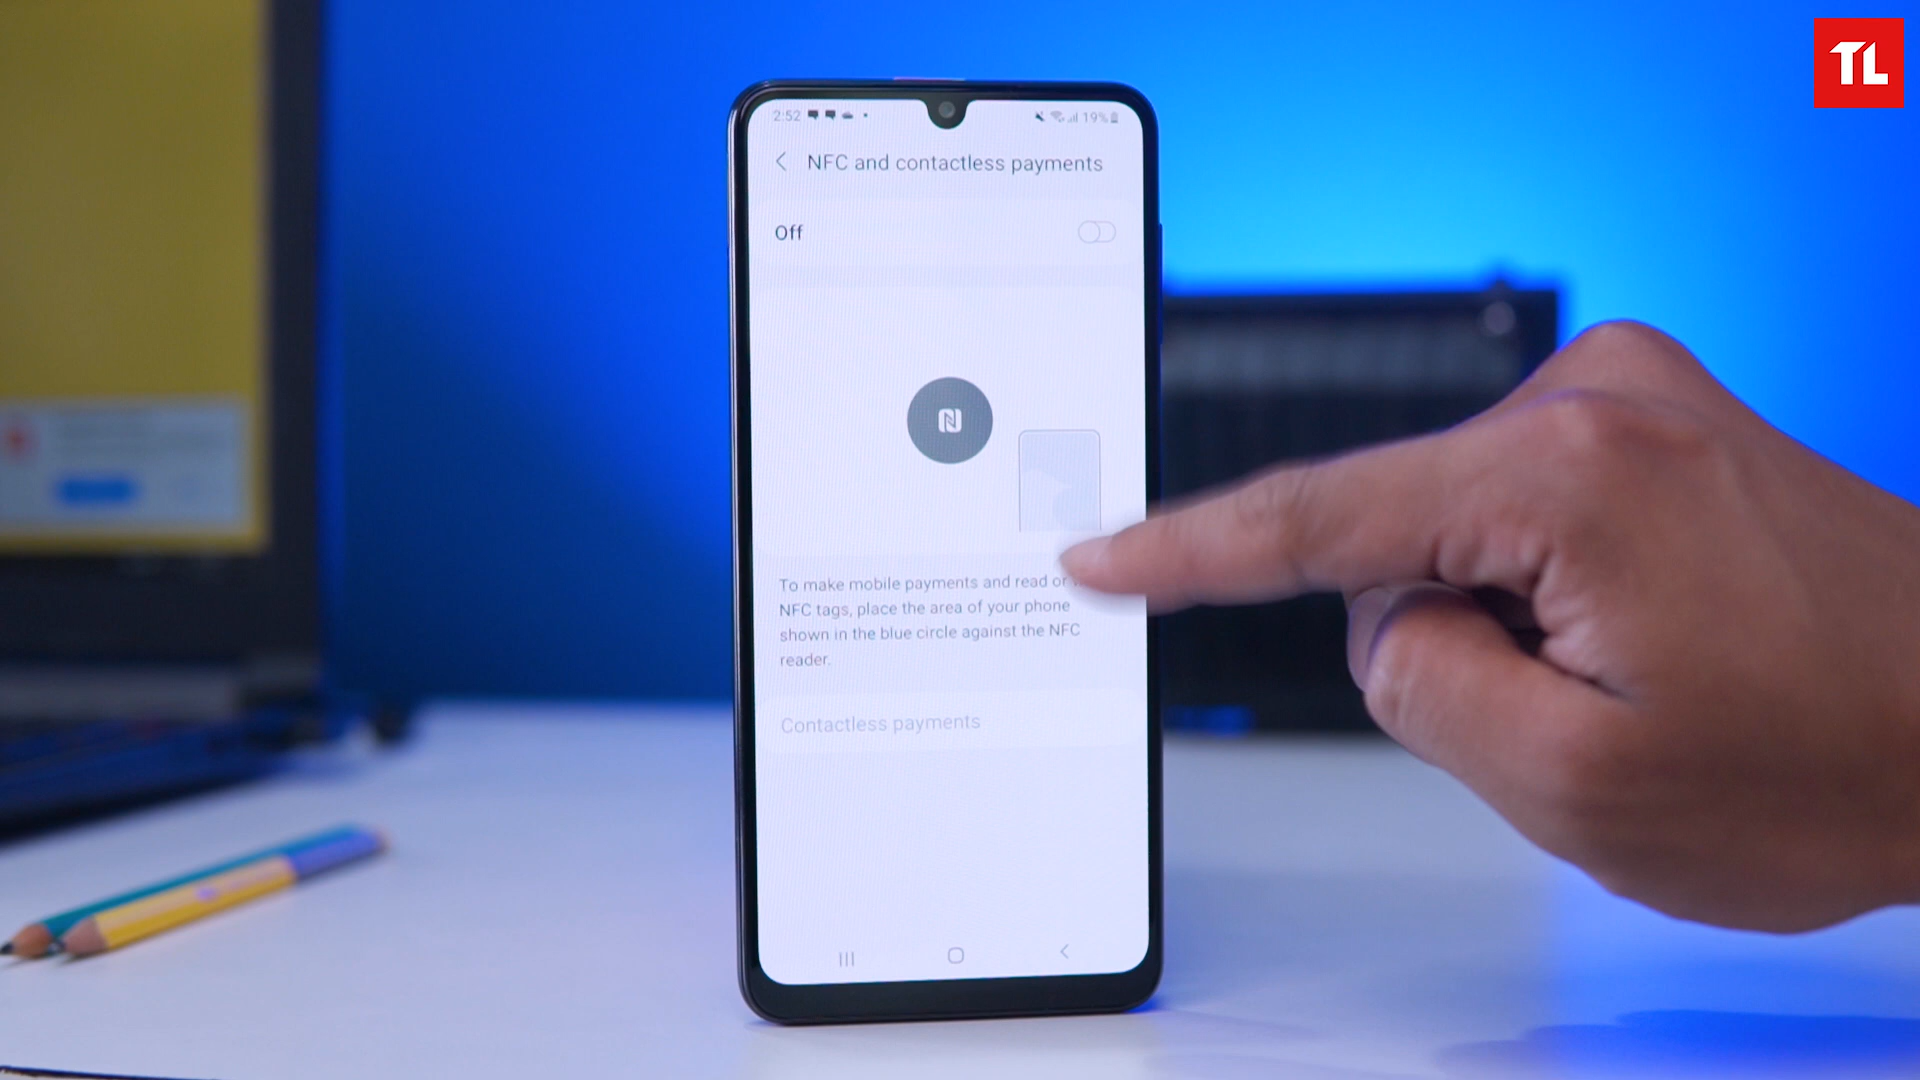 TL
2:52
19%
NFC and contactless payments
Off
To make mobile payments and read or
NFC tags, place the area of your phone
shown in the blue circle against the NFC
reader.
Contactless payments